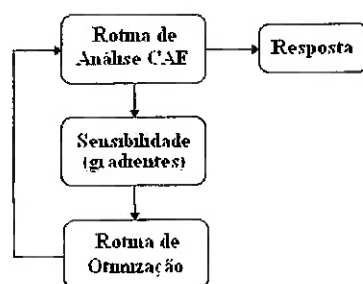 Rotina de
Análise CAE
Resposta
Sensibilidade
(gradientes)
Rotina de
Otimização